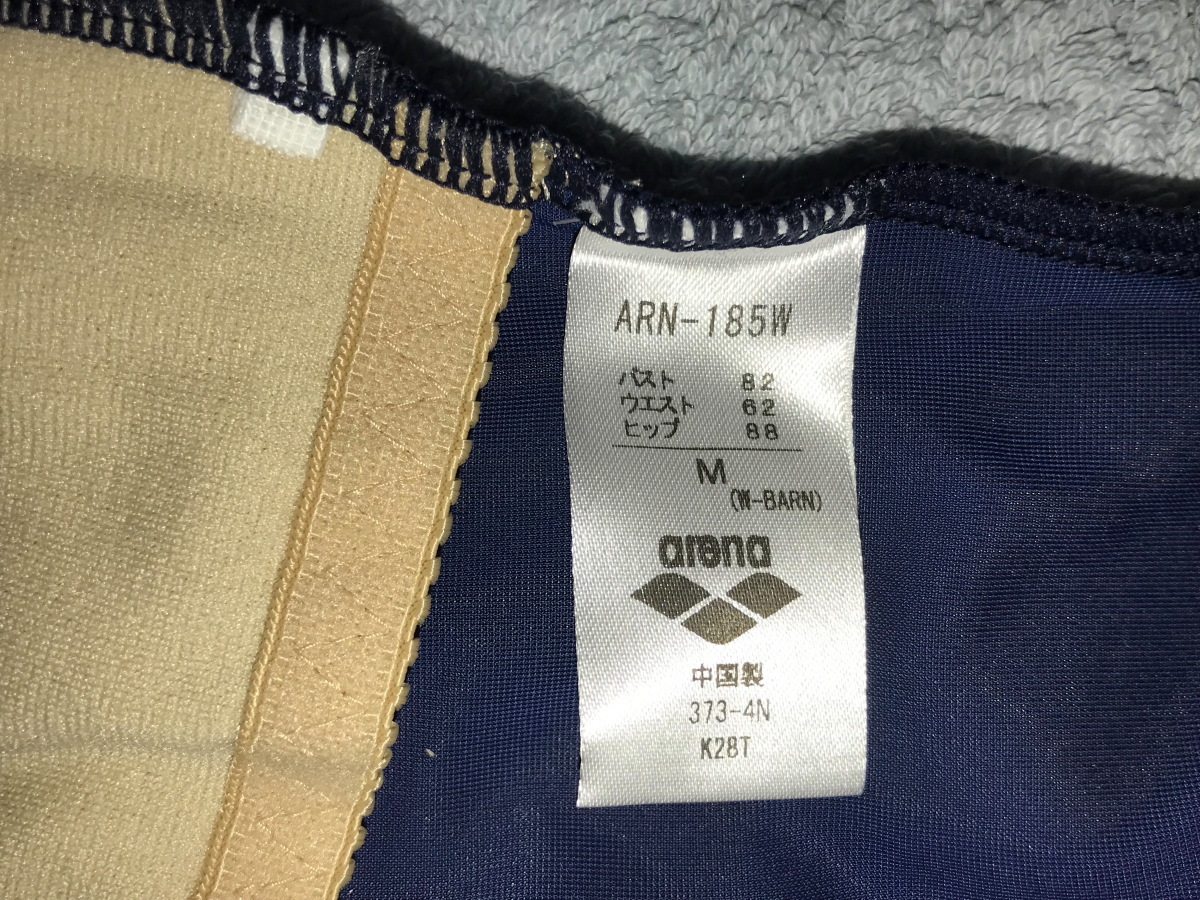 ARN-185W
バスト 82
ウエスト 62
ヒップ 88
M
(W-BARN)
arena
中国製
373-4N
K28T